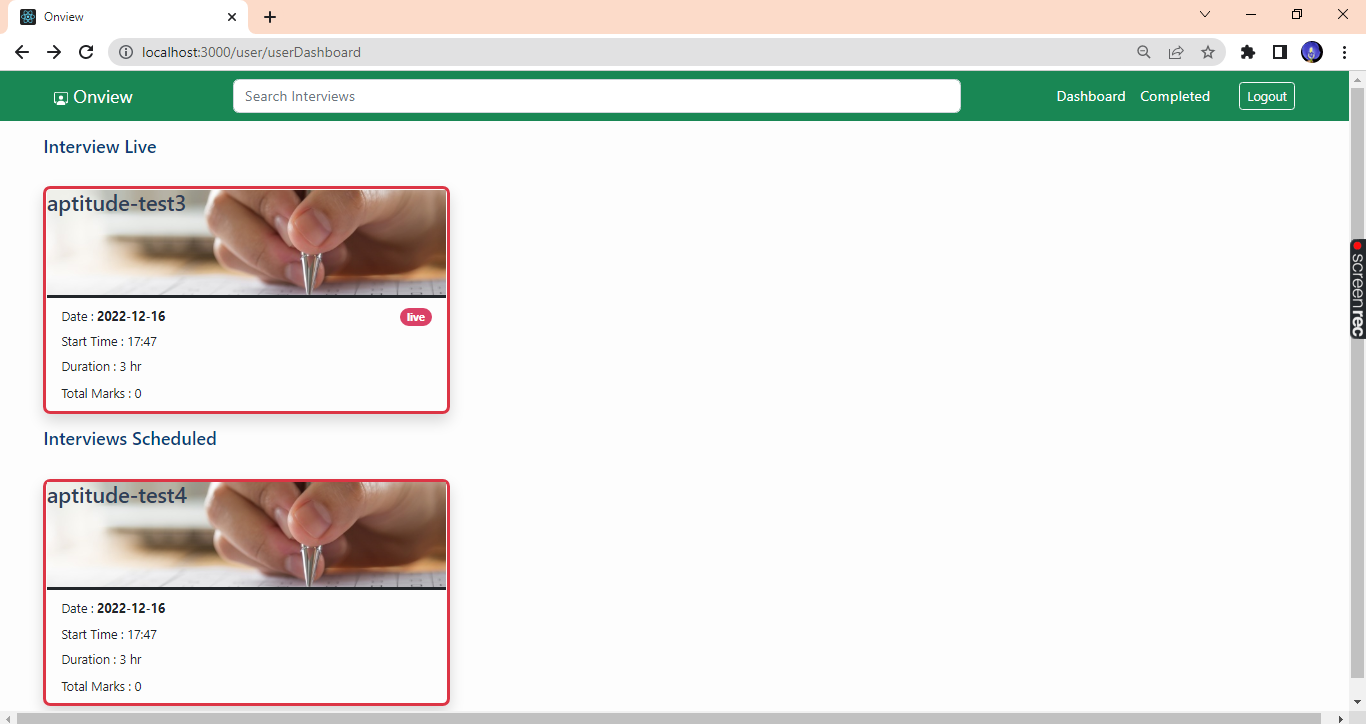 Onview
localhost:3000/user/userDashboard
Onview
Search Interviews
Dashboard Completed Logout
Interview Live
aptitude-test3
Date : 2022-12-16 live
Start Time : 17:47
Duration : 3 hr
Total Marks : 0
Interviews Scheduled
aptitude-test4
Date : 2022-12-16
Start Time : 17:47
Duration : 3 hr
Total Marks : 0
screenrec